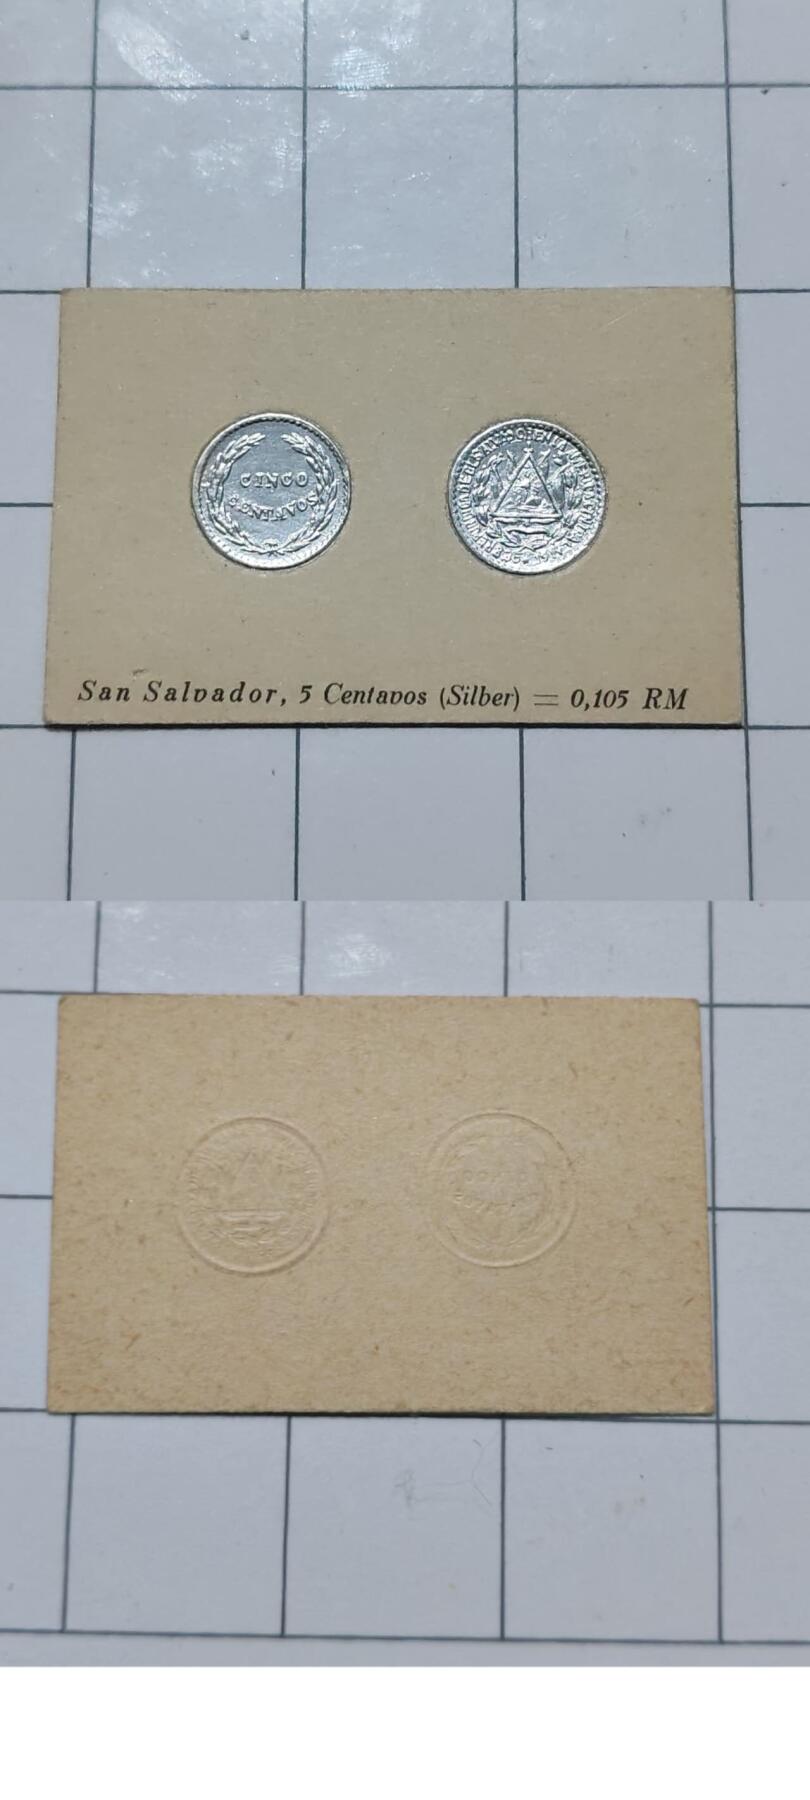 CINCO
CENTAVOS
San Salvador, 5 Centavos (Silber) = 0,105 RM